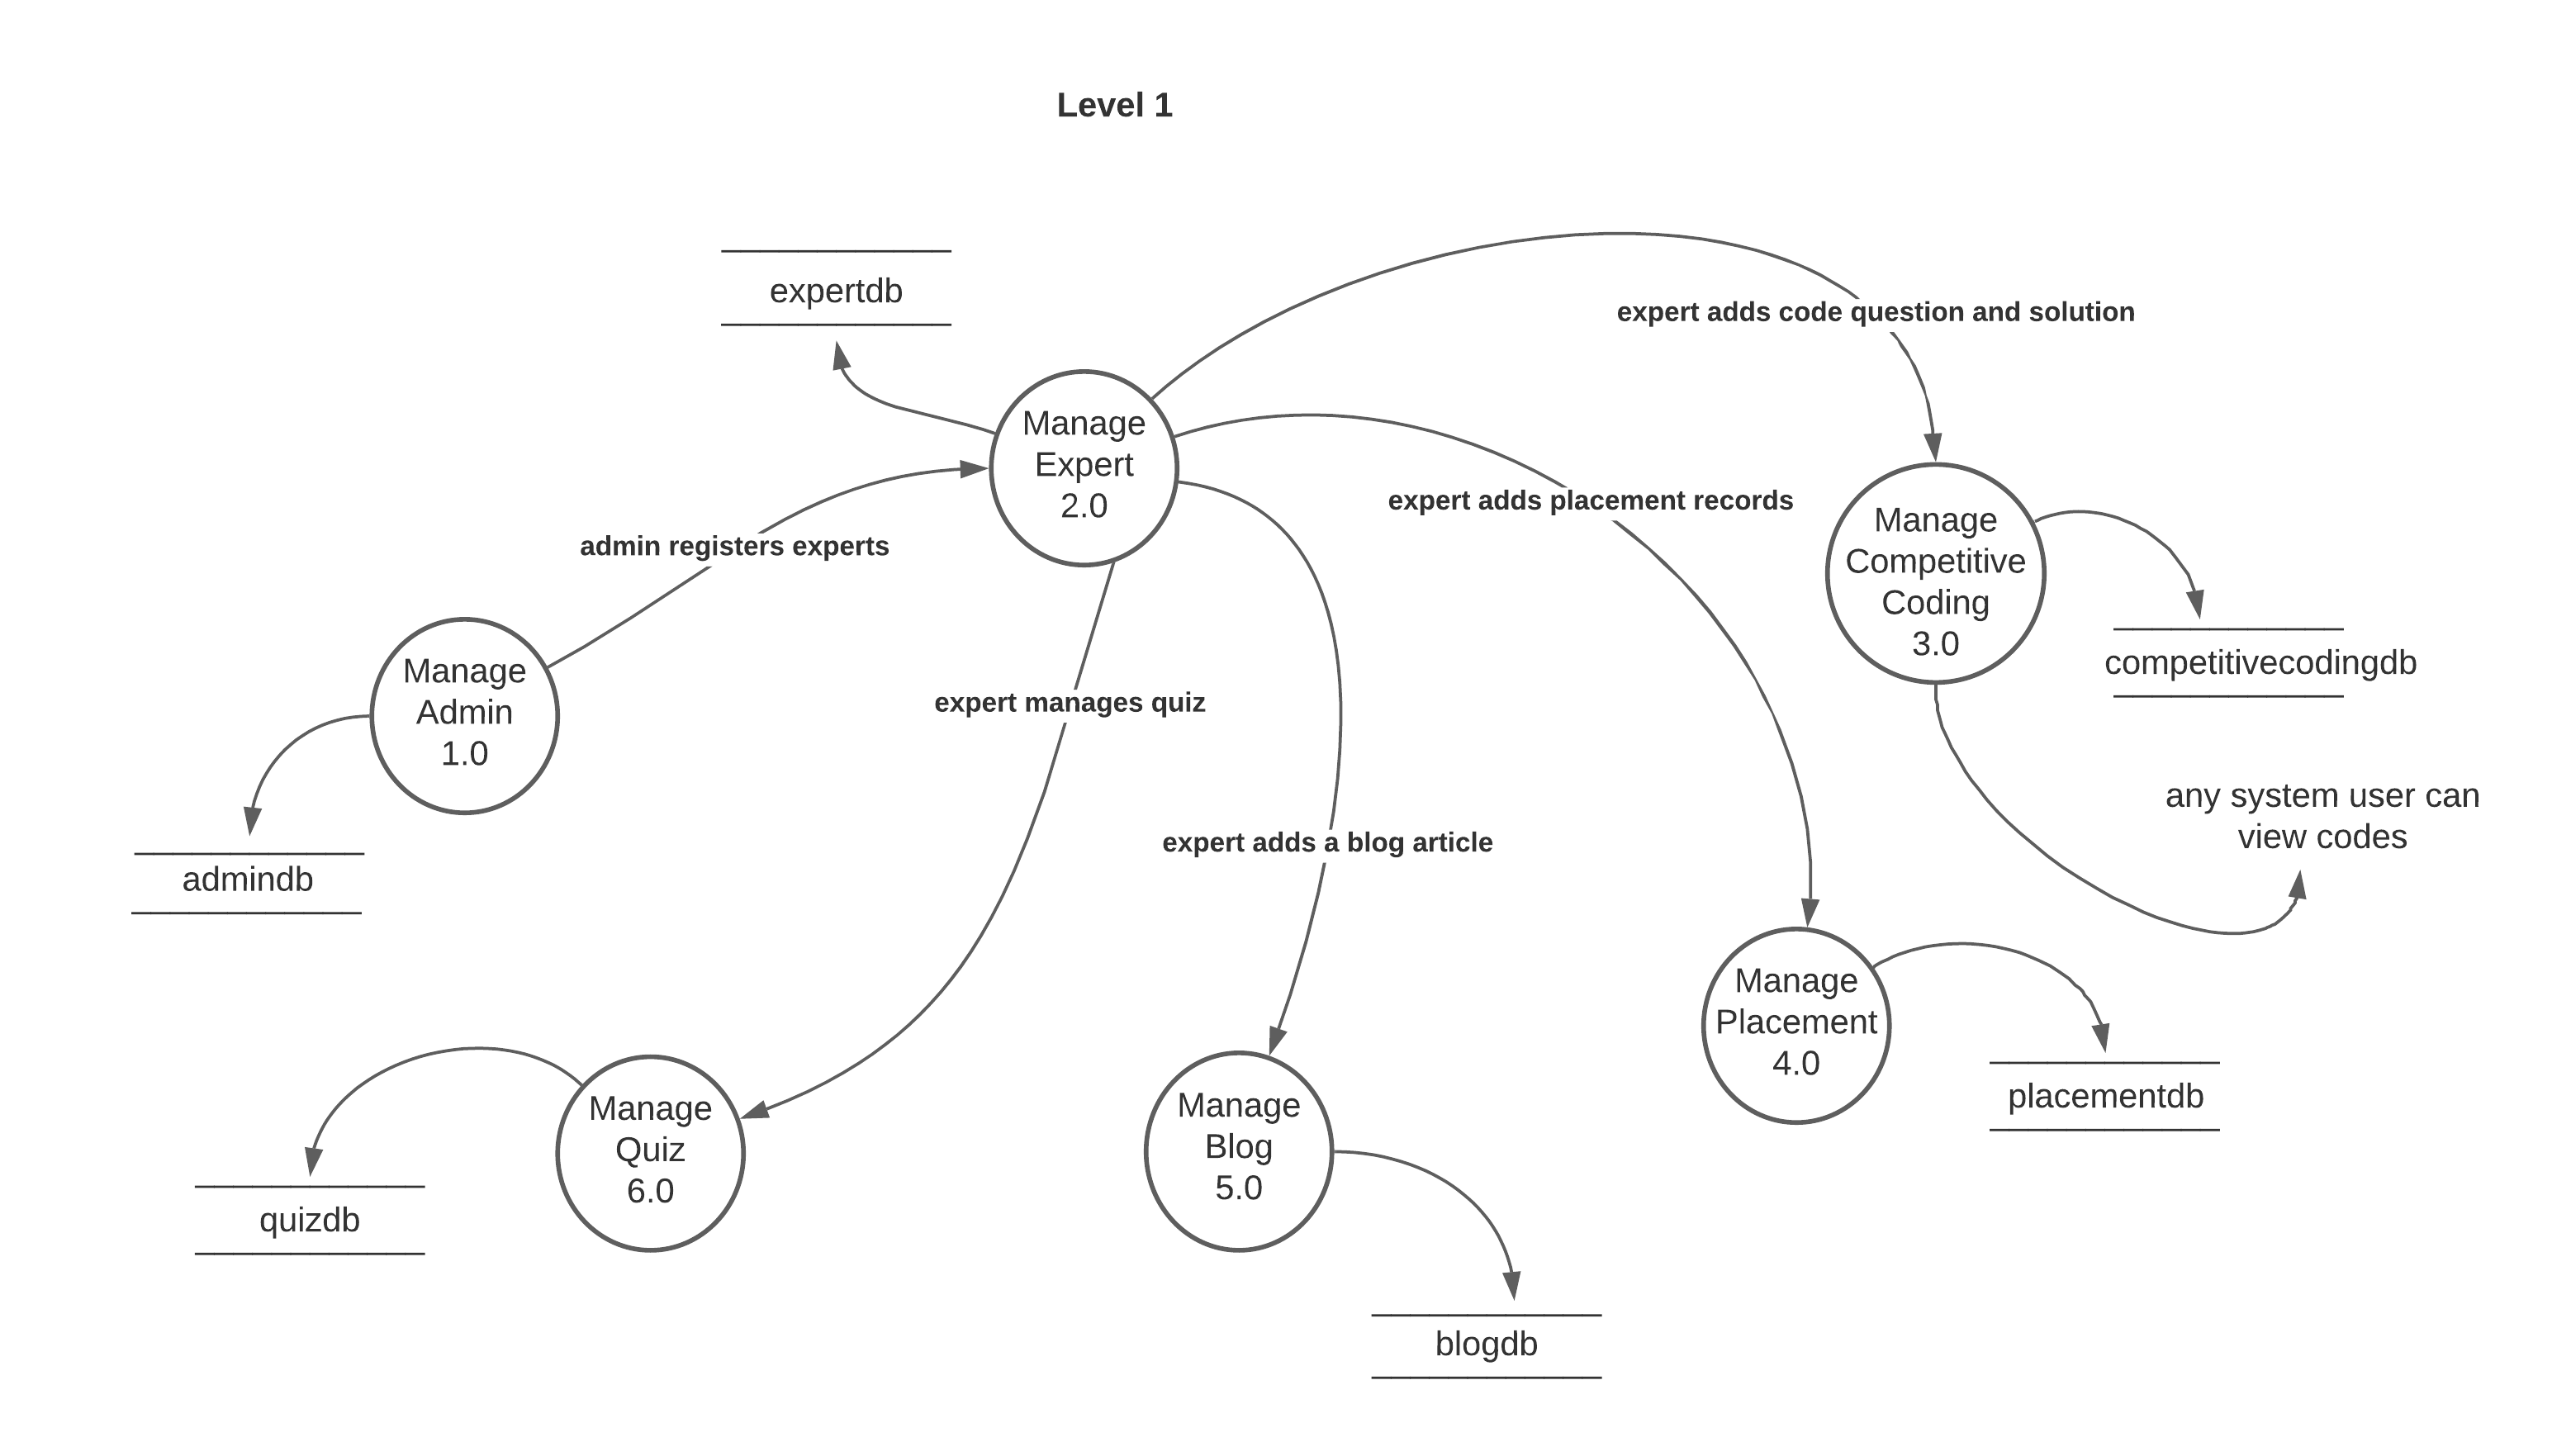 Level 1
expertdb
expert adds code question and solution
Manage
Expert
2.0
expert adds placement records
admin registers experts
Manage
Competitive
Coding
3.0
competitivecodingdb
Manage
Admin
1.0
expert manages quiz
any system user can
view codes
expert adds a blog article
admindb
Manage
Placement
4.0
placementdb
Manage
Quiz
6.0
Manage
Blog
5.0
quizdb
blogdb